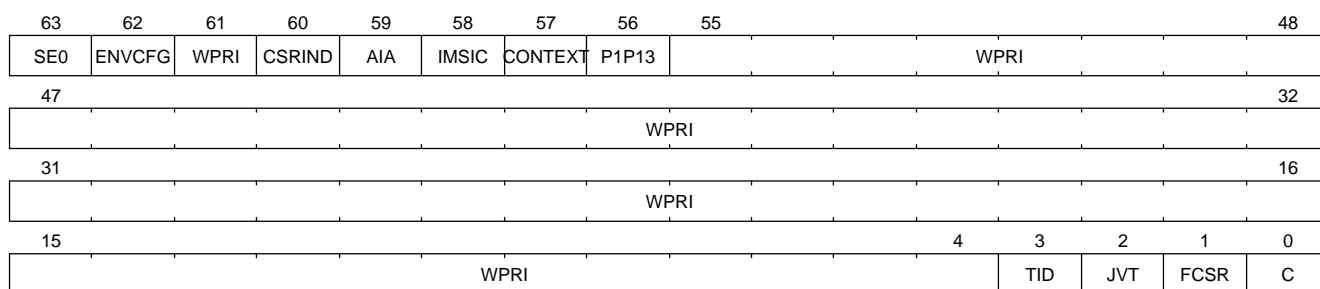 63 62 61 60 59 58 57 56 55 48
SE0 ENVCFG WPRI CSRIND AIA IMSIC CONTEXT P1P13 WPRI
47 32
WPRI
31 16
WPRI
15 4 3 2 1 0
WPRI TID JVT FCSR C